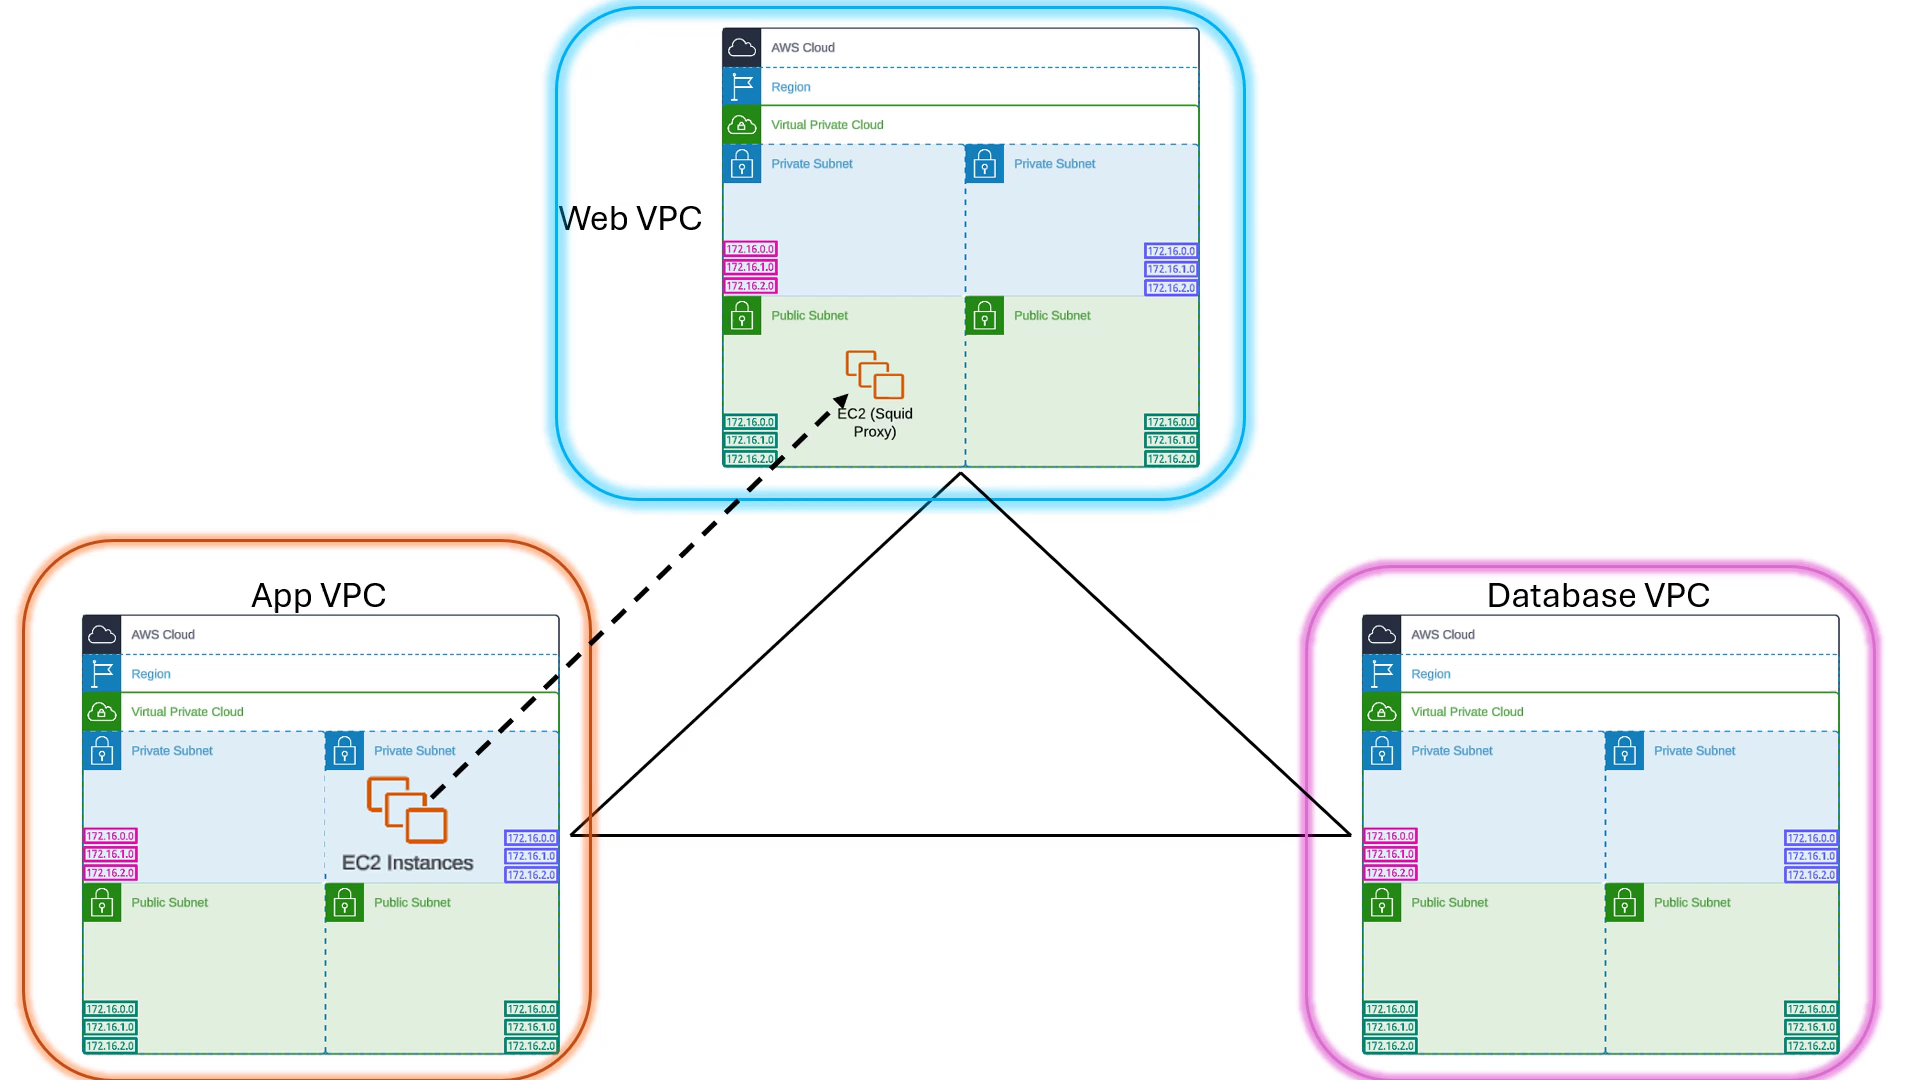 AWS Cloud
Region
Virtual Private Cloud
Private Subnet
Private Subnet
Web VPC
172.16.0.0
172.16.1.0
172.16.2.0
172.16.0.0
172.16.1.0
172.16.2.0
Public Subnet
Public Subnet
EC2 (Squid
Proxy)
172.16.0.0
172.16.1.0
172.16.2.0
172.16.0.0
172.16.1.0
172.16.2.0
App VPC
AWS Cloud
Region
Virtual Private Cloud
Private Subnet
Private Subnet
172.16.0.0
172.16.1.0
172.16.2.0
EC2 Instances
172.16.0.0
172.16.1.0
172.16.2.0
Public Subnet
Public Subnet
172.16.0.0
172.16.1.0
172.16.2.0
172.16.0.0
172.16.1.0
172.16.2.0
Database VPC
AWS Cloud
Region
Virtual Private Cloud
Private Subnet
Private Subnet
172.16.0.0
172.16.1.0
172.16.2.0
172.16.0.0
172.16.1.0
172.16.2.0
Public Subnet
Public Subnet
172.16.0.0
172.16.1.0
172.16.2.0
172.16.0.0
172.16.1.0
172.16.2.0